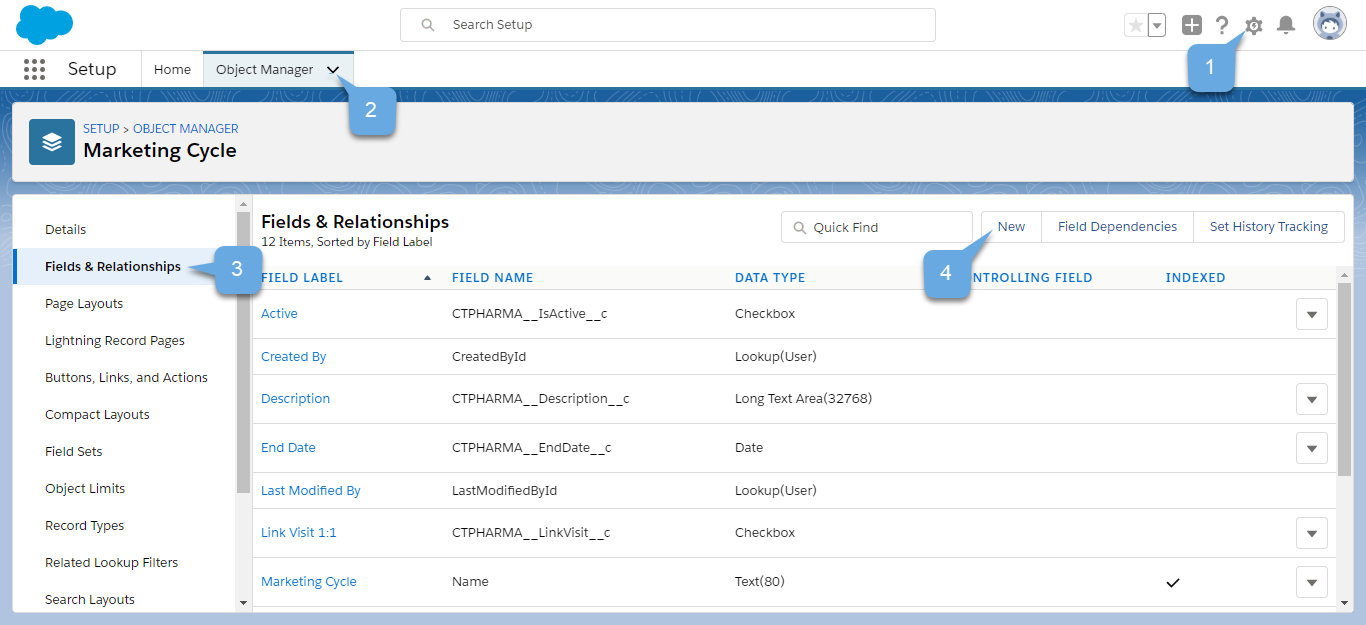 Search Setup
1
Setup
Home
Object Manager
2
SETUP > OBJECT MANAGER
Marketing Cycle
Details
Fields & Relationships
3
Page Layouts
Lightning Record Pages
Buttons, Links, and Actions
Compact Layouts
Field Sets
Object Limits
Record Types
Related Lookup Filters
Search Layouts
Fields & Relationships
12 Items, Sorted by Field Label
Quick Find
New
Field Dependencies
Set History Tracking
4
FIELD LABEL FIELD NAME DATA TYPE NTROLLING FIELD INDEXED
Active CTPHARMA__IsActive__c Checkbox
Created By CreatedById Lookup(User)
Description CTPHARMA__Description__c Long Text Area(32768)
End Date CTPHARMA__EndDate__c Date
Last Modified By LastModifiedById Lookup(User)
Link Visit 1:1 CTPHARMA__LinkVisit__c Checkbox
Marketing Cycle Name Text(80)